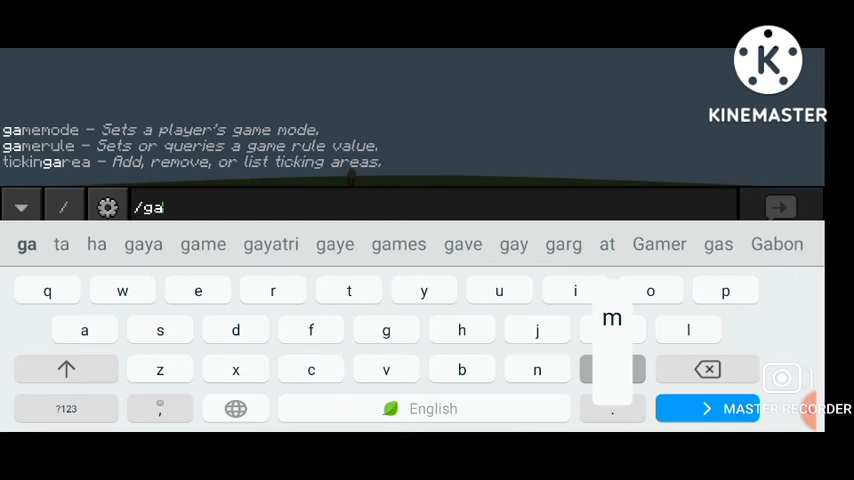 K
KINEMASTER
gamemode – Sets a player's game mode.
gamerule – Sets or queries a game rule value.
tickingarea – Add, remove, or list ticking areas.
/ /ga
ga ta ha gaya game gayatri gaye games gave gay garg at Gamer gas Gabon
q w e r t y u i o p
a s d f g h j l
m
z x c v b n
?123 , English .
MASTER RECORDER